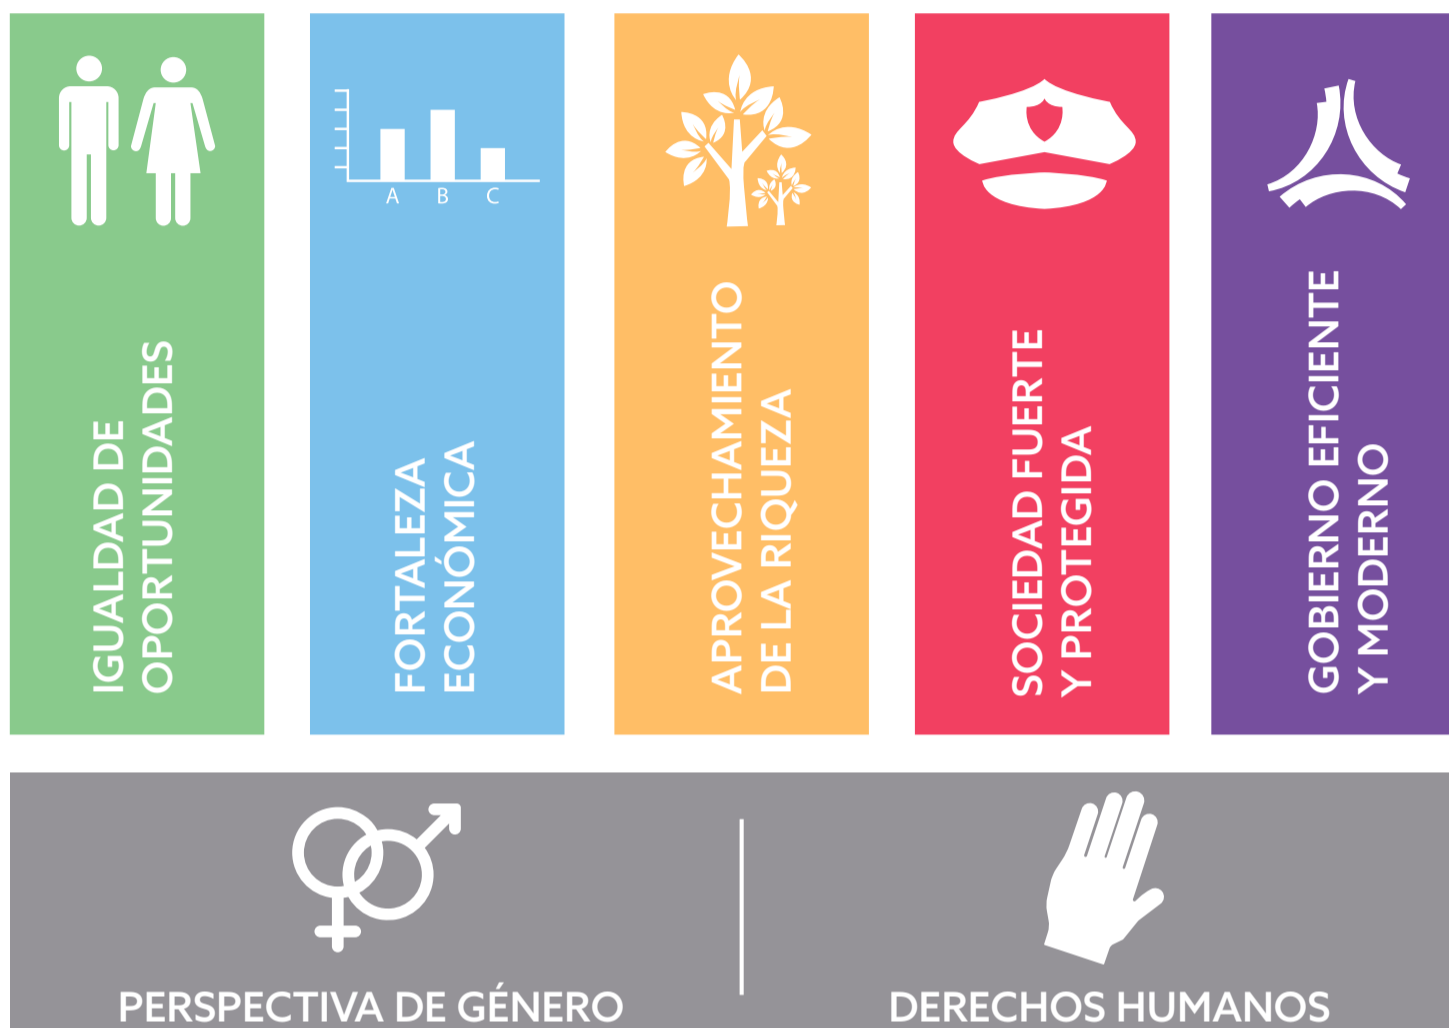 IGUALDAD DE
OPORTUNIDADES
A B C
FORTALEZA
ECONÓMICA
APROVECHAMIENTO
DE LA RIQUEZA
SOCIEDAD FUERTE
Y PROTEGIDA
GOBIERNO EFICIENTE
Y MODERNO
PERSPECTIVA DE GÉNERO
DERECHOS HUMANOS